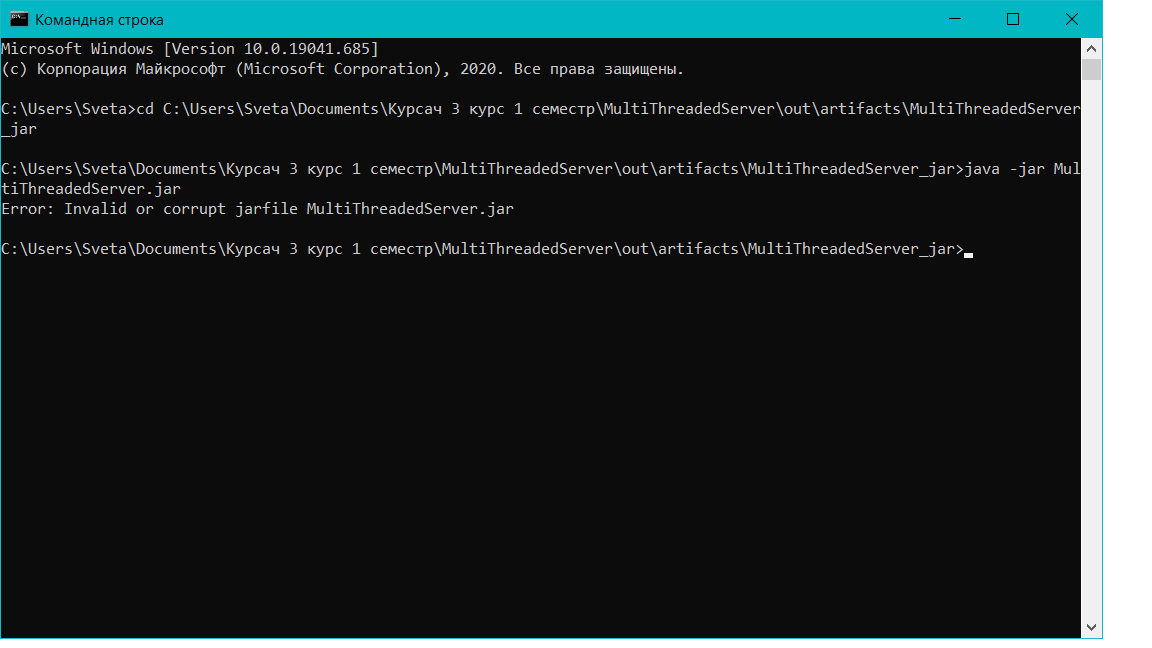 Командная строка
Microsoft Windows [Version 10.0.19041.685]
(c) Корпорация Майкрософт (Microsoft Corporation), 2020. Все права защищены.
C:\Users\Sveta>cd C:\Users\Sveta\Documents\Курсач 3 курс 1 семестр\MultiThreadedServer\out\artifacts\MultiThreadedServer
_jar
C:\Users\Sveta\Documents\Курсач 3 курс 1 семестр\MultiThreadedServer\out\artifacts\MultiThreadedServer_jar>java -jar Mul
tiThreadedServer.jar
Error: Invalid or corrupt jarfile MultiThreadedServer.jar
C:\Users\Sveta\Documents\Курсач 3 курс 1 семестр\MultiThreadedServer\out\artifacts\MultiThreadedServer_jar>